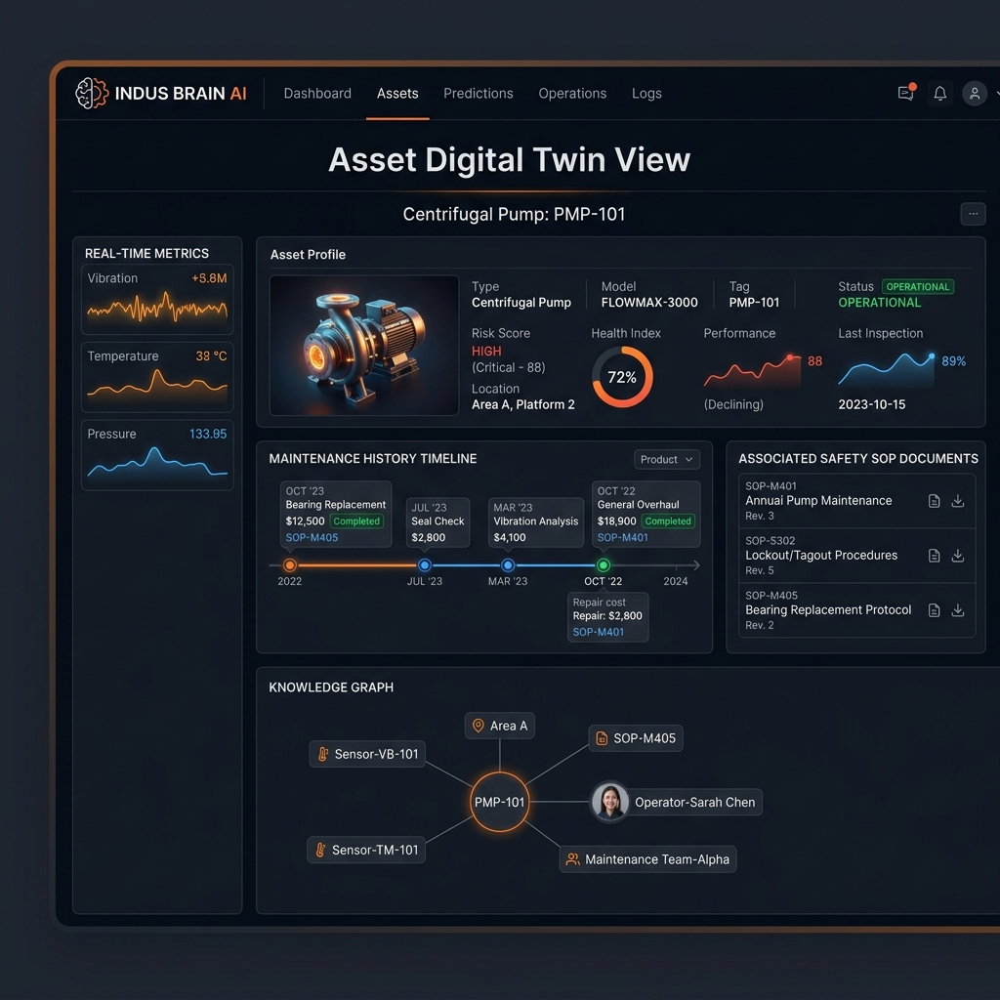 INDUS BRAIN AI
Dashboard
Assets
Predictions
Operations
Logs
Asset Digital Twin View
Centrifugal Pump: PMP-101
REAL-TIME METRICS
Vibration +5.8M
Temperature 38 °C
Pressure 133.95
Asset Profile
Type
Centrifugal Pump
Model
FLOWMAX-3000
Tag
PMP-101
Status OPERATIONAL
OPERATIONAL
Risk Score
HIGH
(Critical - 88)
Location
Area A, Platform 2
Health Index
72%
Performance
88
(Declining)
Last Inspection
89%
2023-10-15
MAINTENANCE HISTORY TIMELINE
Product
OCT '23
Bearing Replacement
$12,500 Completed
SOP-M405
JUL '23
Seal Check
$2,800
MAR '23
Vibration Analysis
$4,100
OCT '22
General Overhaul
$18,900 Completed
SOP-M401
2022
JUL '23
MAR '23
OCT '22
2024
Repair cost
Repair: $2,800
SOP-M401
ASSOCIATED SAFETY SOP DOCUMENTS
SOP-M401
Annuai Pump Maintenance
Rev. 3
SOP-5302
Lockout/Tagout Procedures
Rev. 5
SOP-M405
Bearing Replacement Protocol
Rev. 2
KNOWLEDGE GRAPH
Area A
SOP-M405
Sensor-VB-101
PMP-101
Operator-Sarah Chen
Sensor-TM-101
Maintenance Team-Alpha